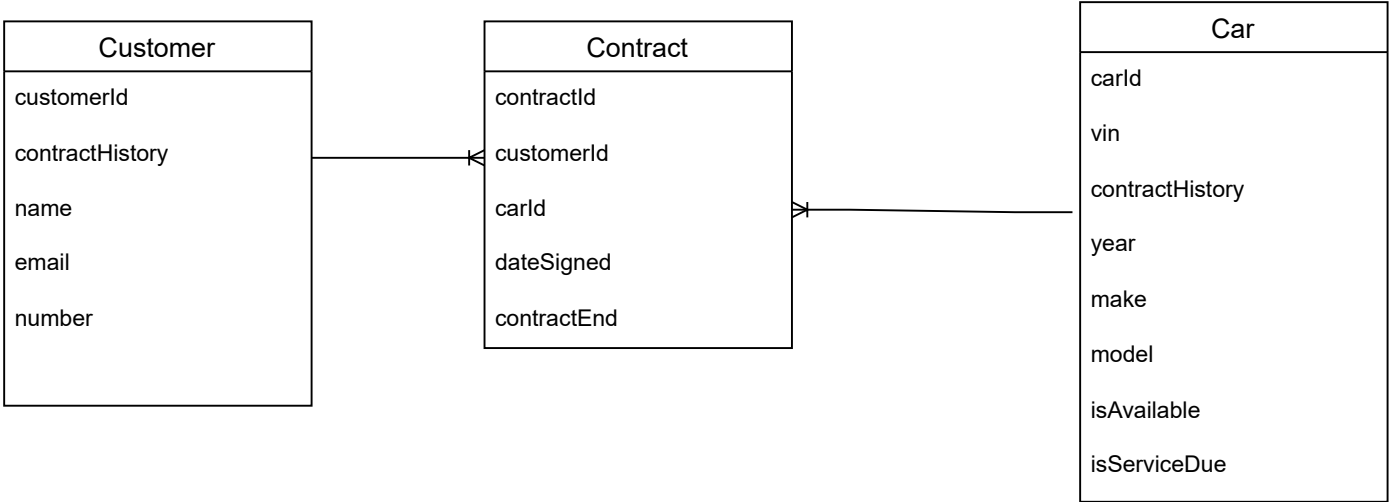 Customer
customerId
contractHistory
name
email
number
Contract
contractId
customerId
carId
dateSigned
contractEnd
Car
carId
vin
contractHistory
year
make
model
isAvailable
isServiceDue